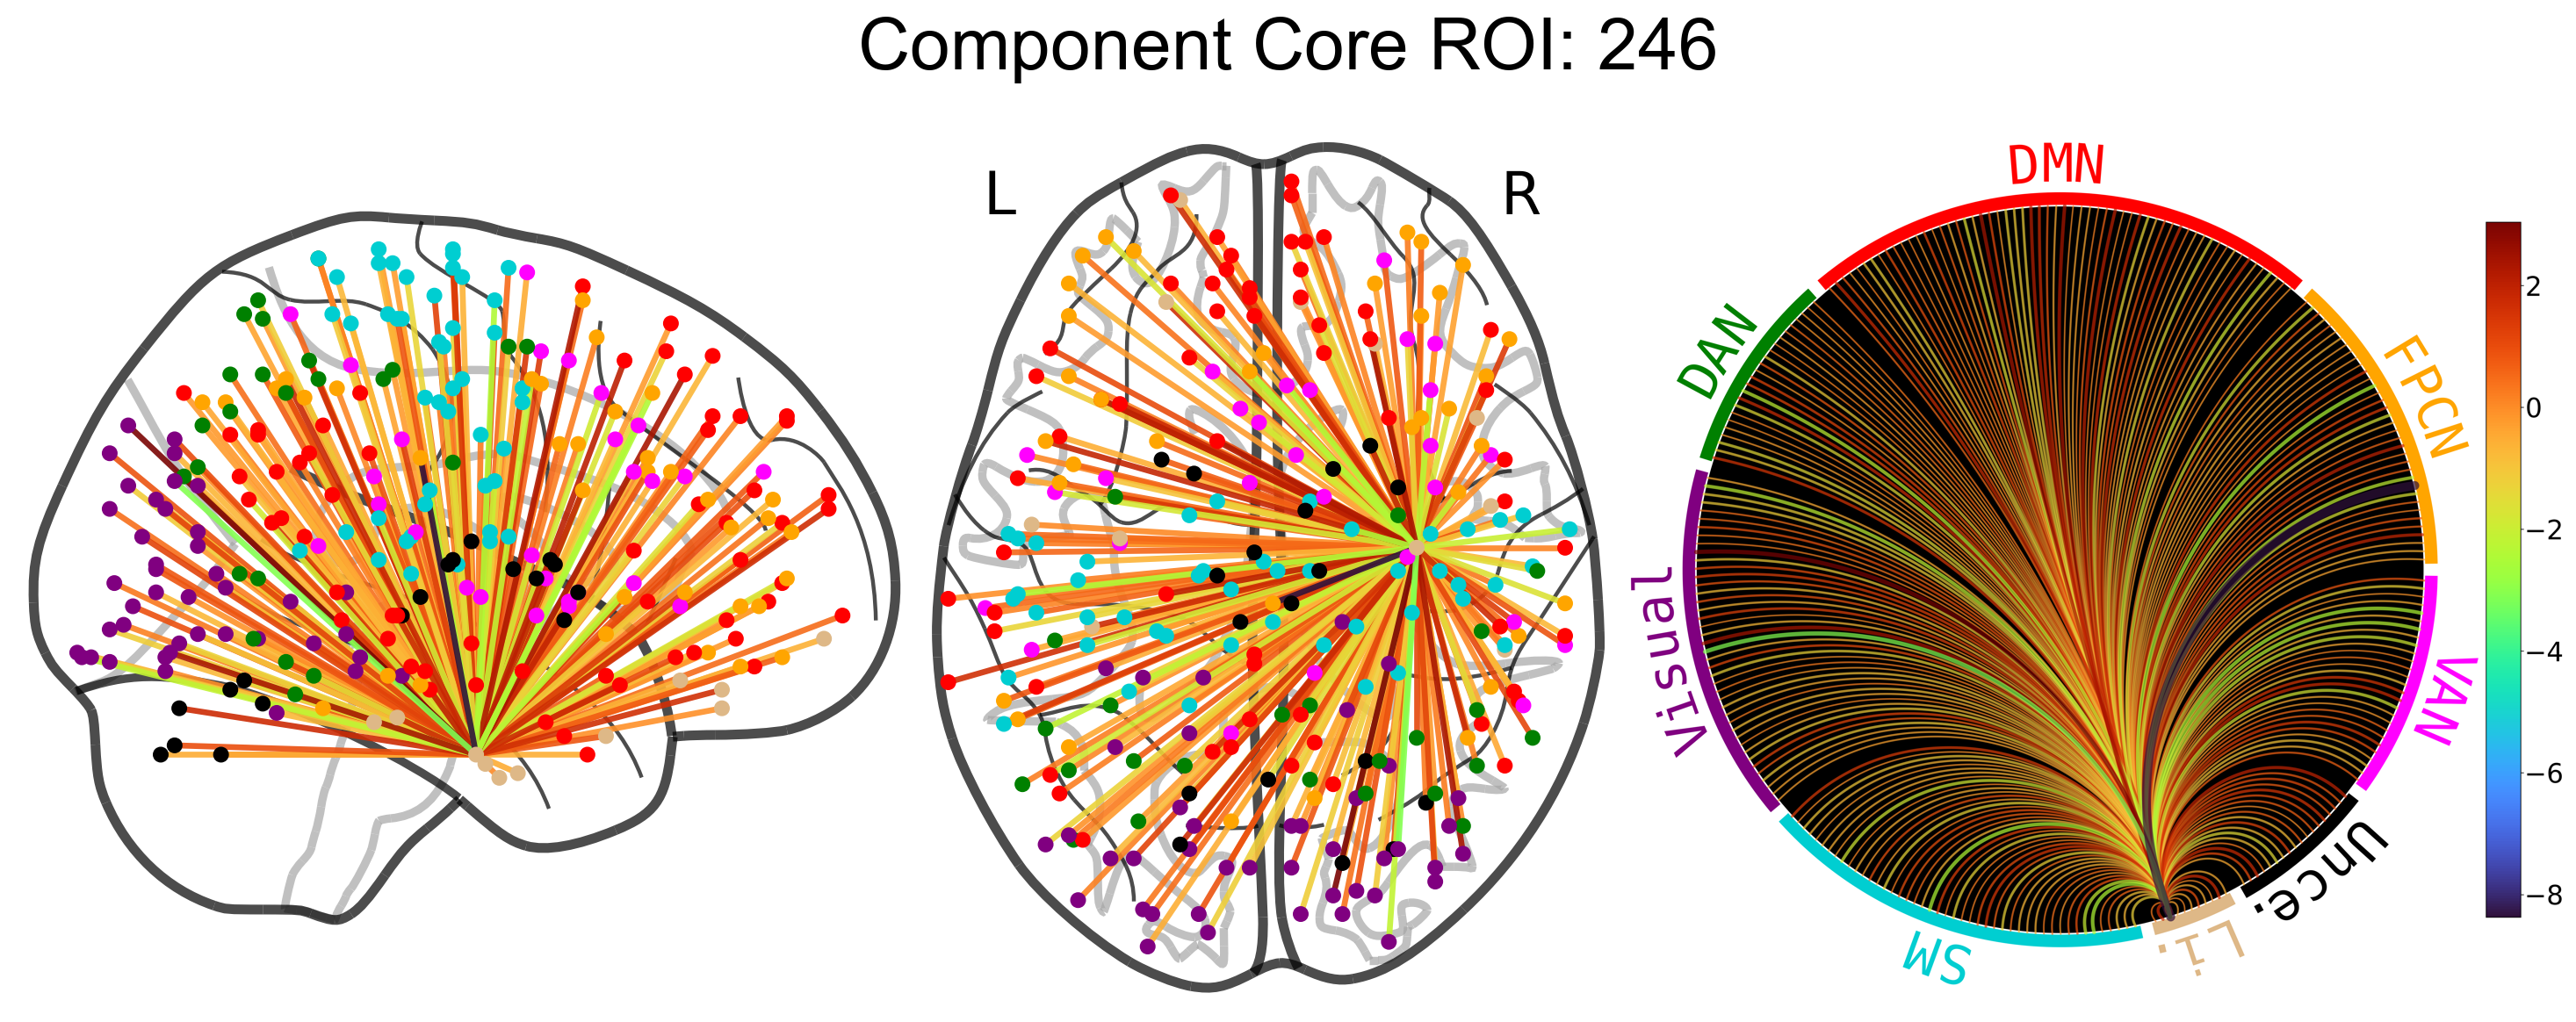 Component Core ROI: 246
L
R
DMN
DAN
FPCN
Visual
VAN
SM
Li.
Unce.
2
0
−2
−4
−6
−8